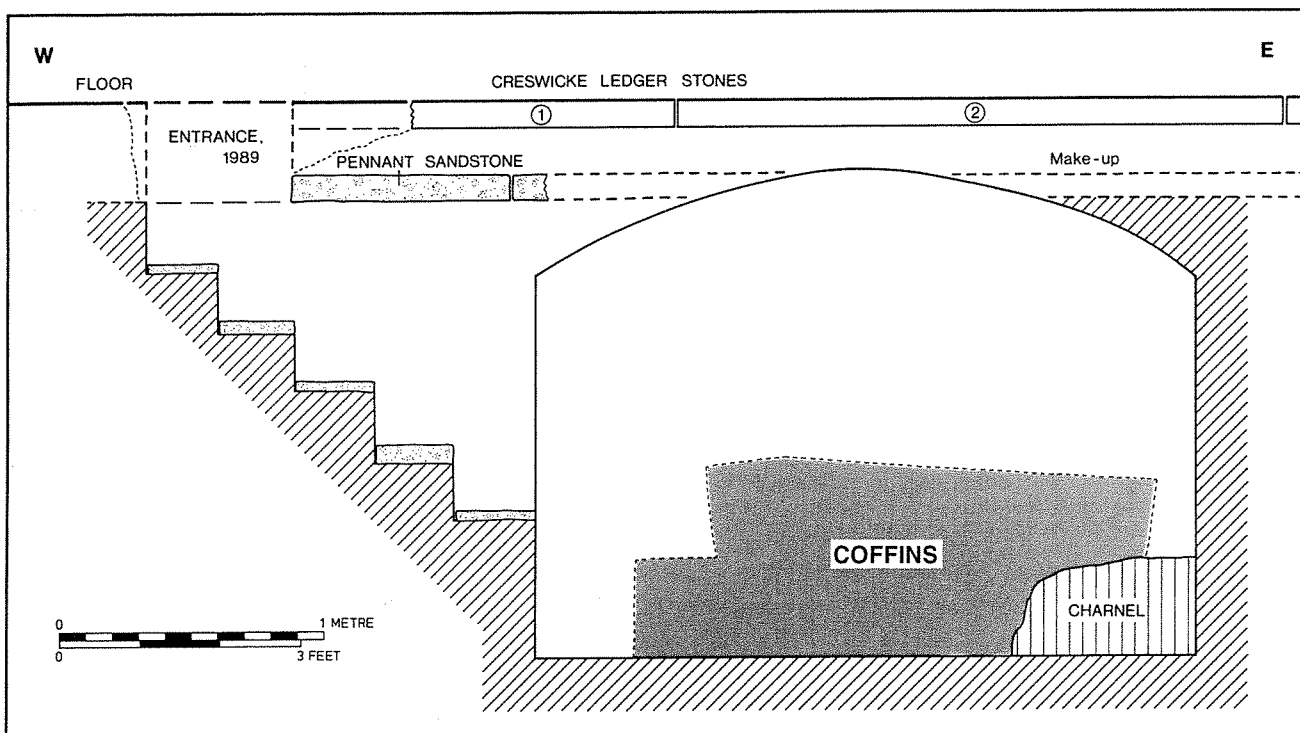 W
E
FLOOR
CRESWICKE LEDGER STONES
1
2
ENTRANCE,
1989
PENNANT SANDSTONE
Make-up
COFFINS
CHARNEL
0
1 METRE
0
3 FEET